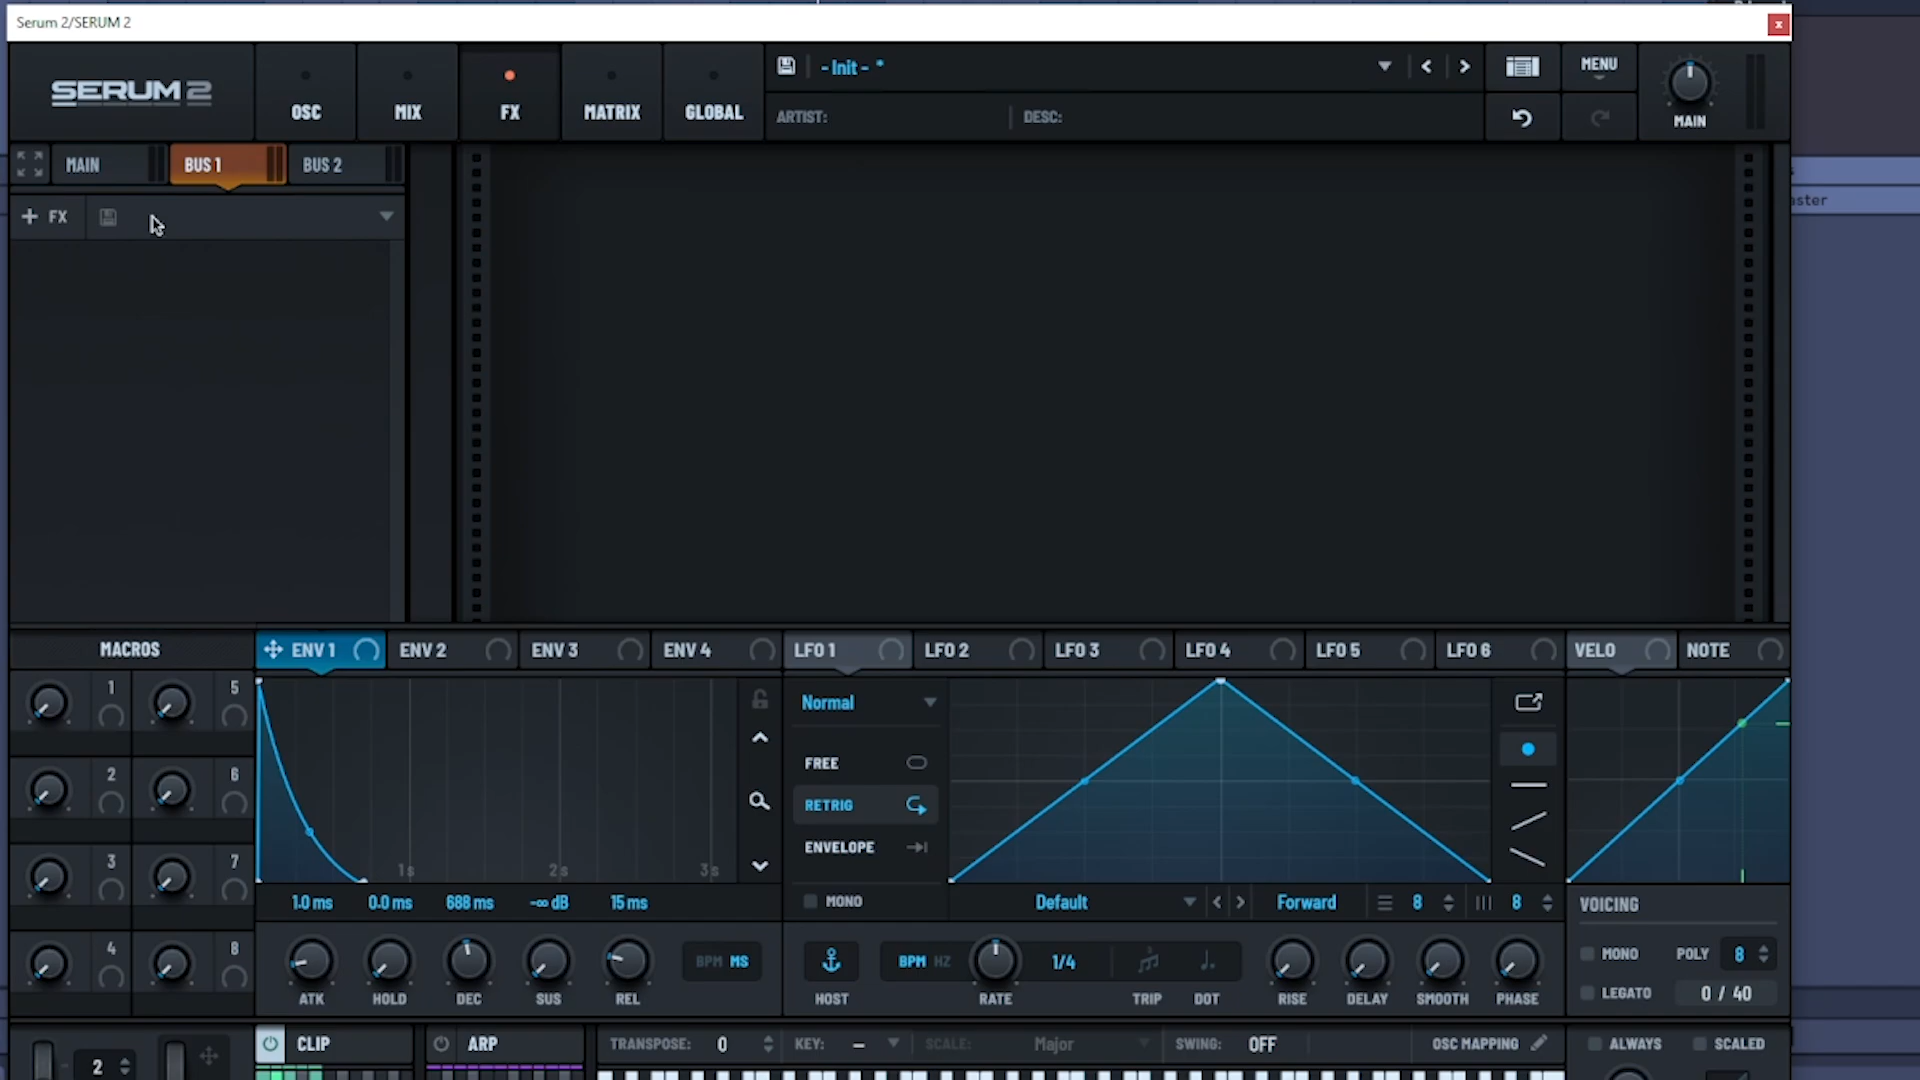 Serum 2/SERUM 2
x
SERUM 2
OSC
MIX
FX
MATRIX
GLOBAL
- Init - *
MENU
ARTIST:
DESC:
MAIN
MAIN
BUS 1
BUS 2
aster
+ FX
MACROS
ENV 1
ENV 2
ENV 3
ENV 4
LFO 1
LFO 2
LFO 3
LFO 4
LFO 5
LFO 6
VELO
NOTE
1
5
2
6
3
7
4
8
1s
2s
3s
1.0 ms
0.0 ms
688 ms
-∞ dB
15 ms
ATK
HOLD
DEC
SUS
REL
BPM MS
Normal
FREE
RETRIG
ENVELOPE
MONO
Default
Forward
8
8
HOST
BPM HZ
RATE
1/4
TRIP
DOT
RISE
DELAY
SMOOTH
PHASE
VOICING
MONO
POLY
8
LEGATO
0 / 40
2
CLIP
ARP
TRANSPOSE: 0
KEY: –
SCALE: Major
SWING: OFF
OSC MAPPING
ALWAYS
SCALED